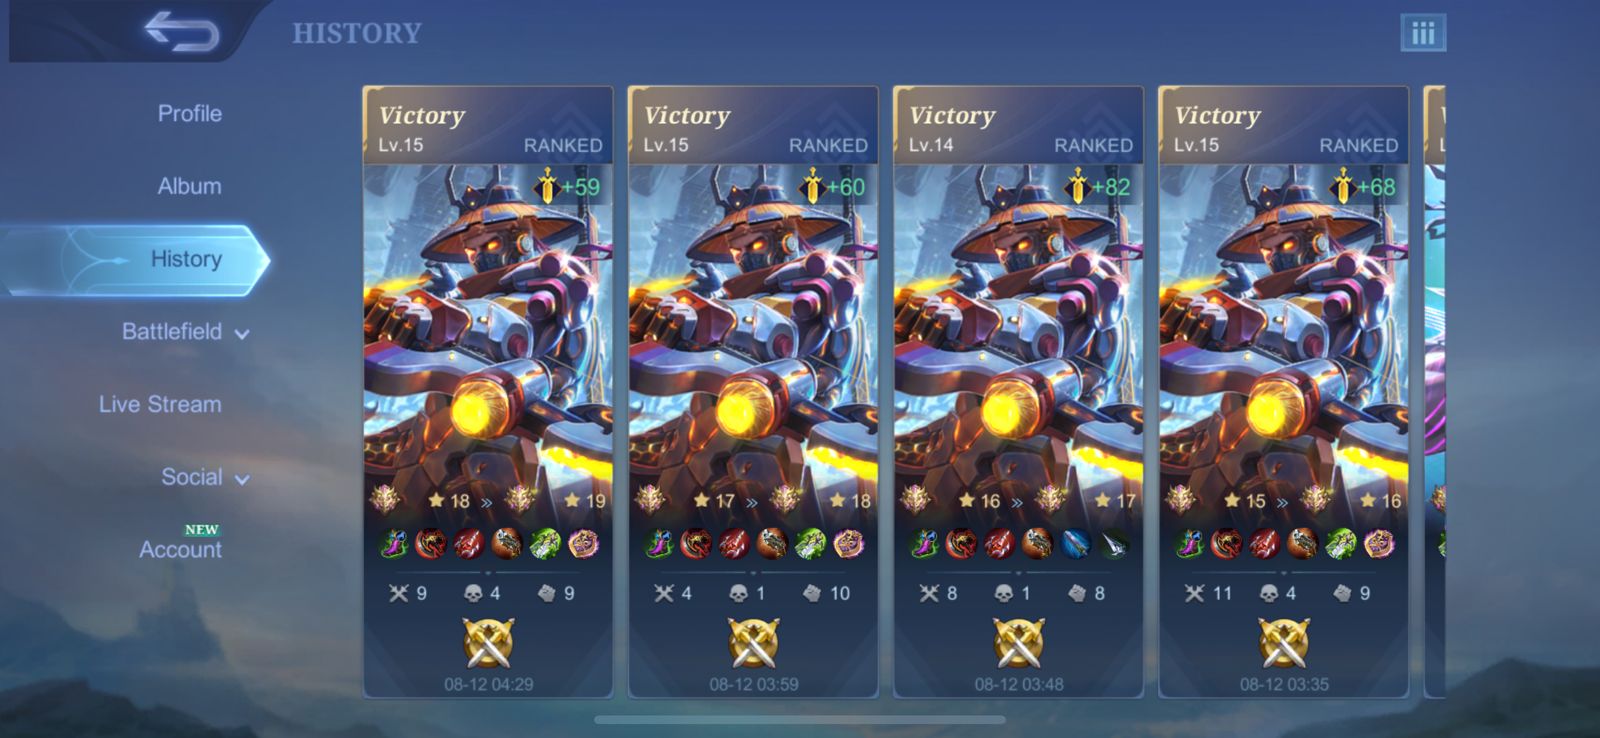 HISTORY
Profile
Album
History
Battlefield
Live Stream
Social
NEW
Account
Victory
Lv.15 RANKED
+59
18 » 19
9 4 9
08-12 04:29
Victory
Lv.15 RANKED
+60
17 » 18
4 1 10
08-12 03:59
Victory
Lv.14 RANKED
+82
16 » 17
8 1 8
08-12 03:48
Victory
Lv.15 RANKED
+68
15 » 16
11 4 9
08-12 03:35